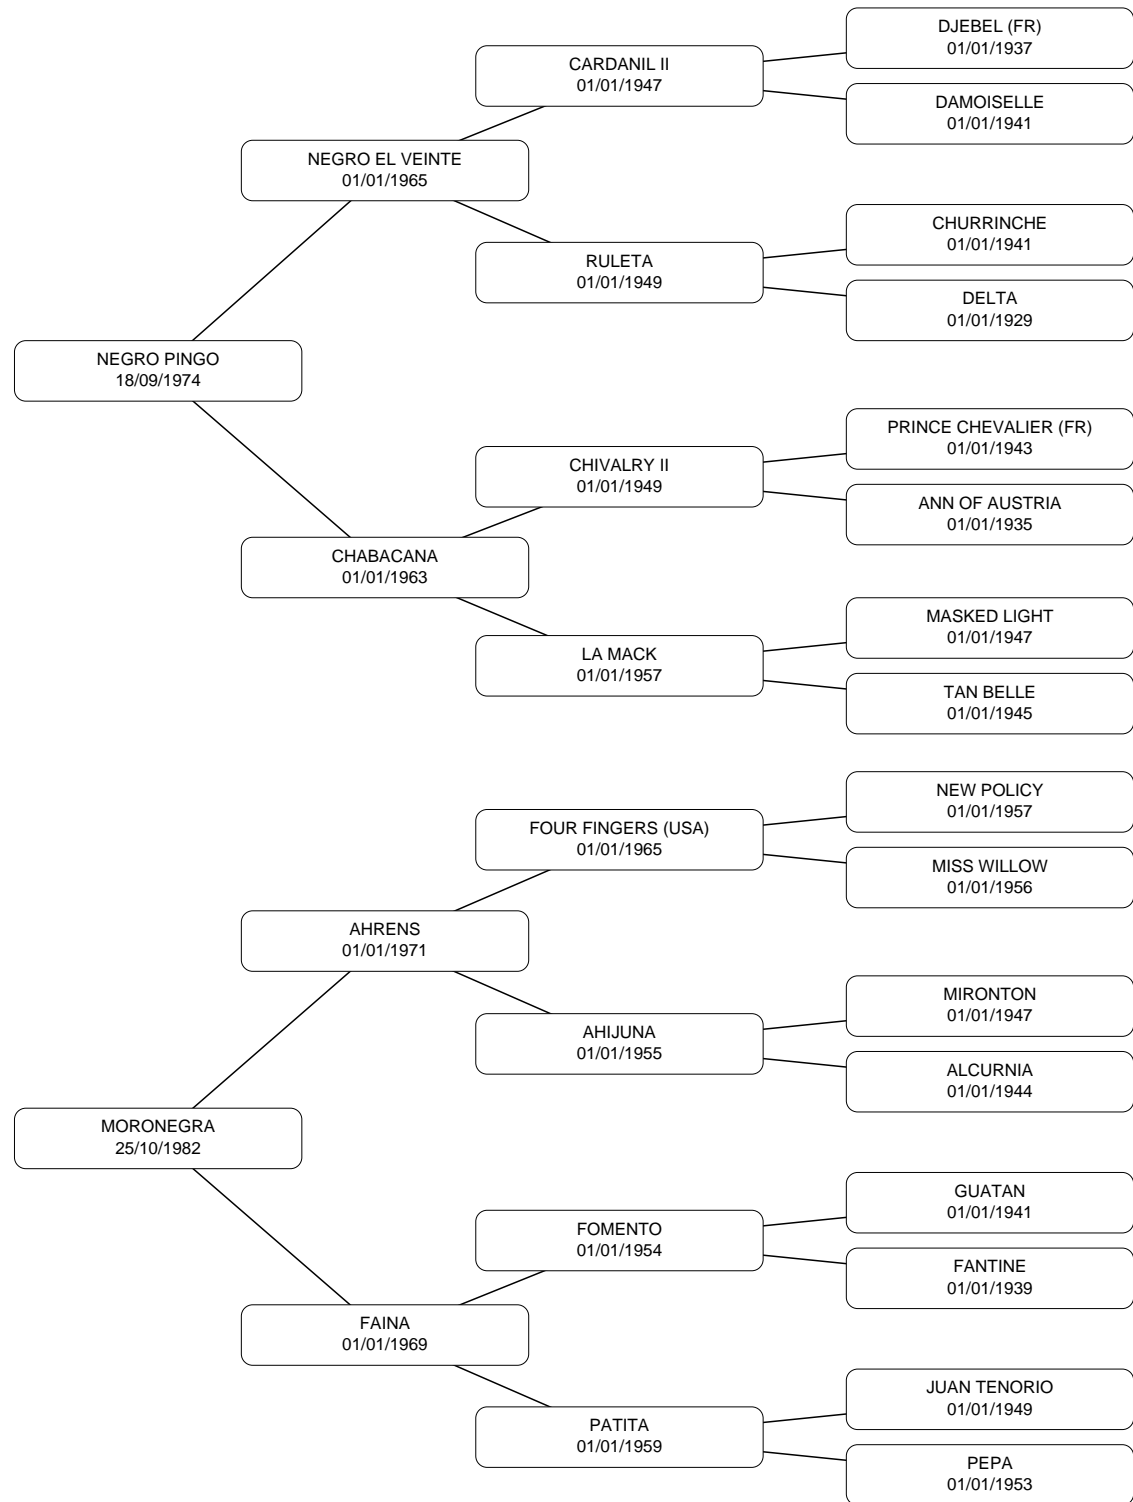 DJEBEL (FR)
01/01/1937
CARDANIL II
01/01/1947
DAMOISELLE
01/01/1941
NEGRO EL VEINTE
01/01/1965
CHURRINCHE
01/01/1941
RULETA
01/01/1949
DELTA
01/01/1929
NEGRO PINGO
18/09/1974
PRINCE CHEVALIER (FR)
01/01/1943
CHIVALRY II
01/01/1949
ANN OF AUSTRIA
01/01/1935
CHABACANA
01/01/1963
MASKED LIGHT
01/01/1947
LA MACK
01/01/1957
TAN BELLE
01/01/1945
NEW POLICY
01/01/1957
FOUR FINGERS (USA)
01/01/1965
MISS WILLOW
01/01/1956
AHRENS
01/01/1971
MIRONTON
01/01/1947
AHIJUNA
01/01/1955
ALCURNIA
01/01/1944
MORONEGRA
25/10/1982
GUATAN
01/01/1941
FOMENTO
01/01/1954
FANTINE
01/01/1939
FAINA
01/01/1969
JUAN TENORIO
01/01/1949
PATITA
01/01/1959
PEPA
01/01/1953